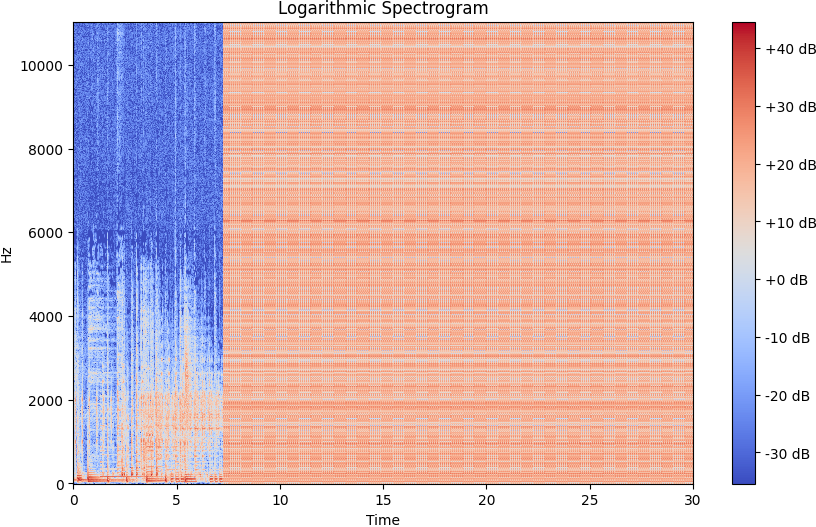 Logarithmic Spectrogram
Hz
10000
8000
6000
4000
2000
0
0 5 10 15 20 25 30
Time
+40 dB
+30 dB
+20 dB
+10 dB
+0 dB
-10 dB
-20 dB
-30 dB